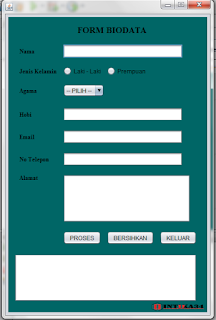 FORM BIODATA
Nama
Jenis Kelamin Laki - Laki Perempuan
Agama -- PILIH --
Hobi
Email
No Telepon
Alamat
PROSES BERSIHKAN KELUAR